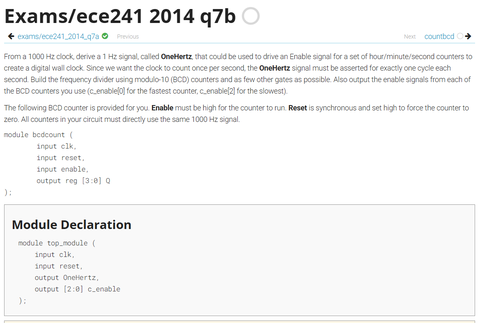 Exams/ece241 2014 q7b
← exams/ece241_2014_q7a Previous Next countbcd →
From a 1000 Hz clock, derive a 1 Hz signal, called OneHertz, that could be used to drive an Enable signal for a set of hour/minute/second counters to
create a digital wall clock. Since we want the clock to count once per second, the OneHertz signal must be asserted for exactly one cycle each
second. Build the frequency divider using modulo-10 (BCD) counters and as few other gates as possible. Also output the enable signals from each of
the BCD counters you use (c_enable[0] for the fastest counter, c_enable[2] for the slowest).
The following BCD counter is provided for you. Enable must be high for the counter to run. Reset is synchronous and set high to force the counter to
zero. All counters in your circuit must directly use the same 1000 Hz signal.
module bcdcount (
input clk,
input reset,
input enable,
output reg [3:0] Q
);
Module Declaration
module top_module (
input clk,
input reset,
output OneHertz,
output [2:0] c_enable
);